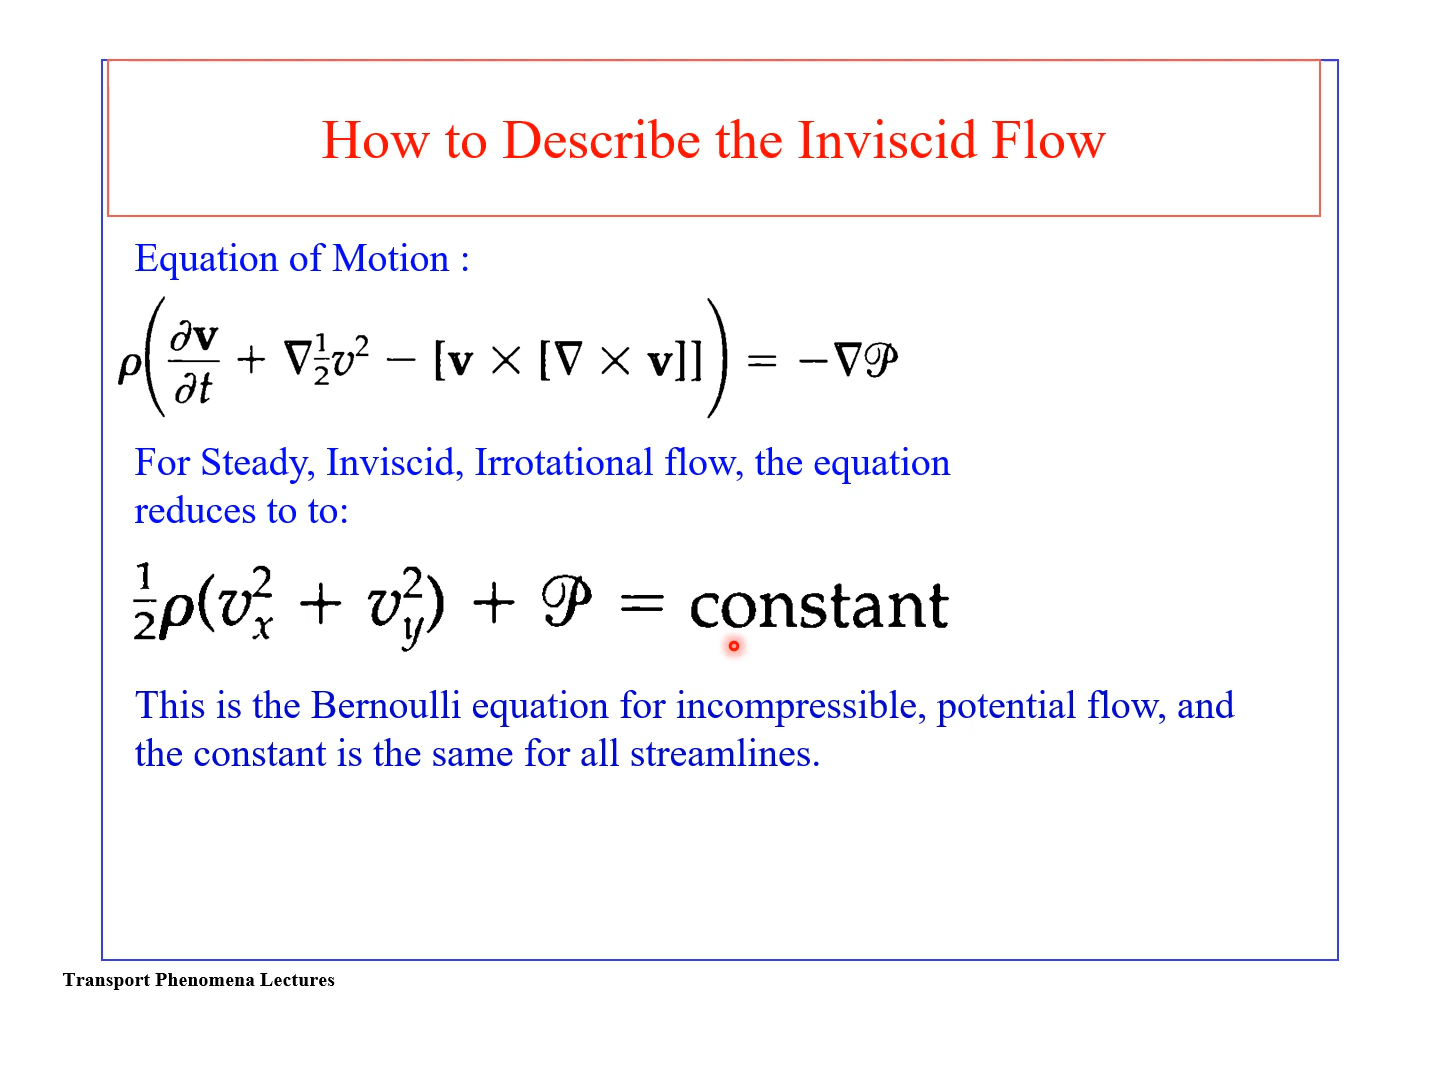 How to Describe the Inviscid Flow
Equation of Motion :
ρ(∂v/∂t + ∇½v² − [v × [∇ × v]]) = −∇𝒫
For Steady, Inviscid, Irrotational flow, the equation
reduces to to:
½ρ(vₓ² + v_y²) + 𝒫 = constant
This is the Bernoulli equation for incompressible, potential flow, and
the constant is the same for all streamlines.
Transport Phenomena Lectures